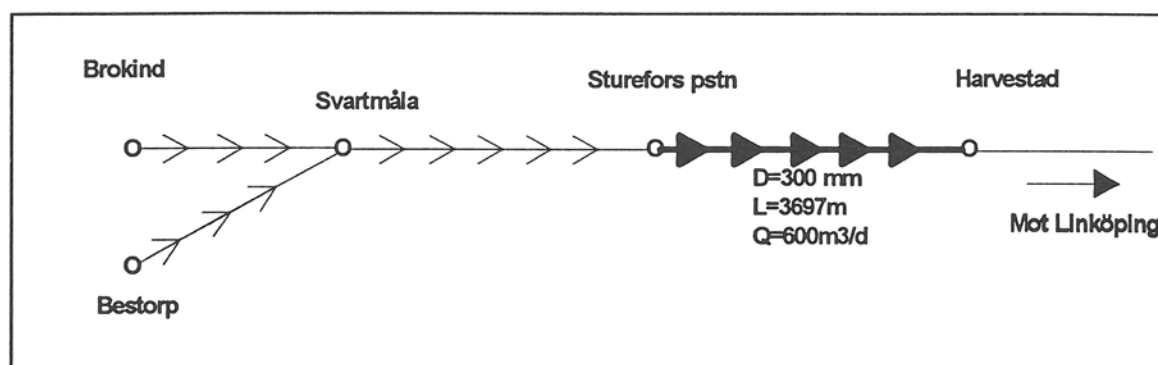 Brokind
Svartmåla
Sturefors pstn
Harvestad
D=300 mm
L=3697m
Q=600m3/d
Mot Linköping
Bestorp